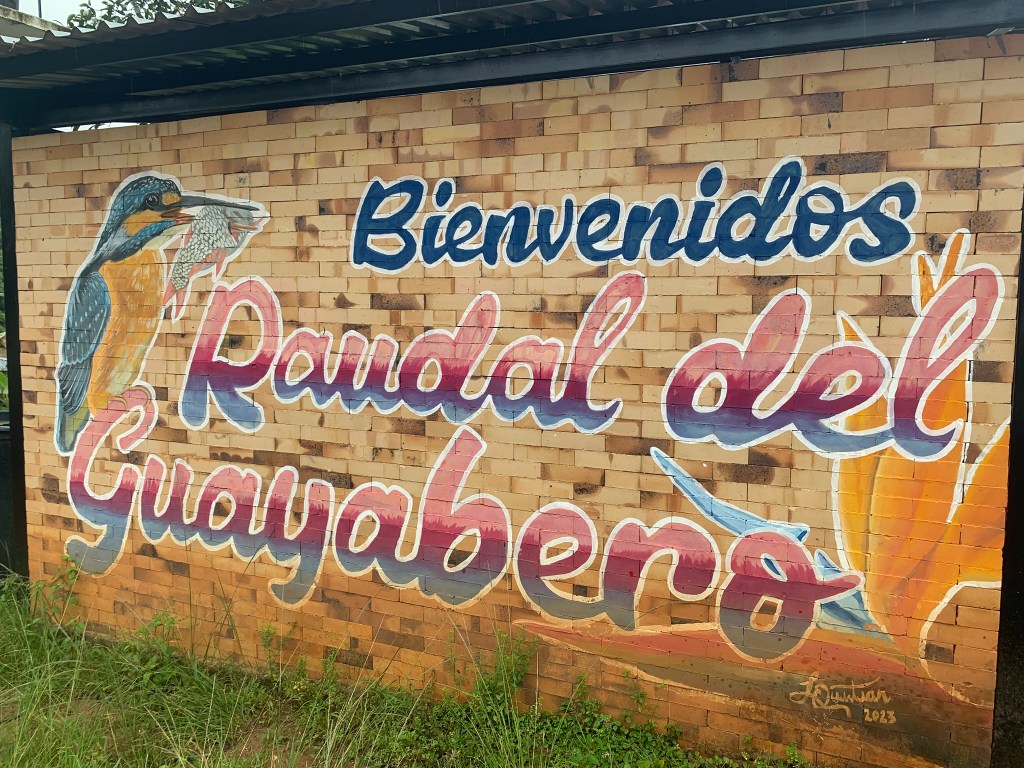 Bienvenidos
Raudal del
Guayabero
2023